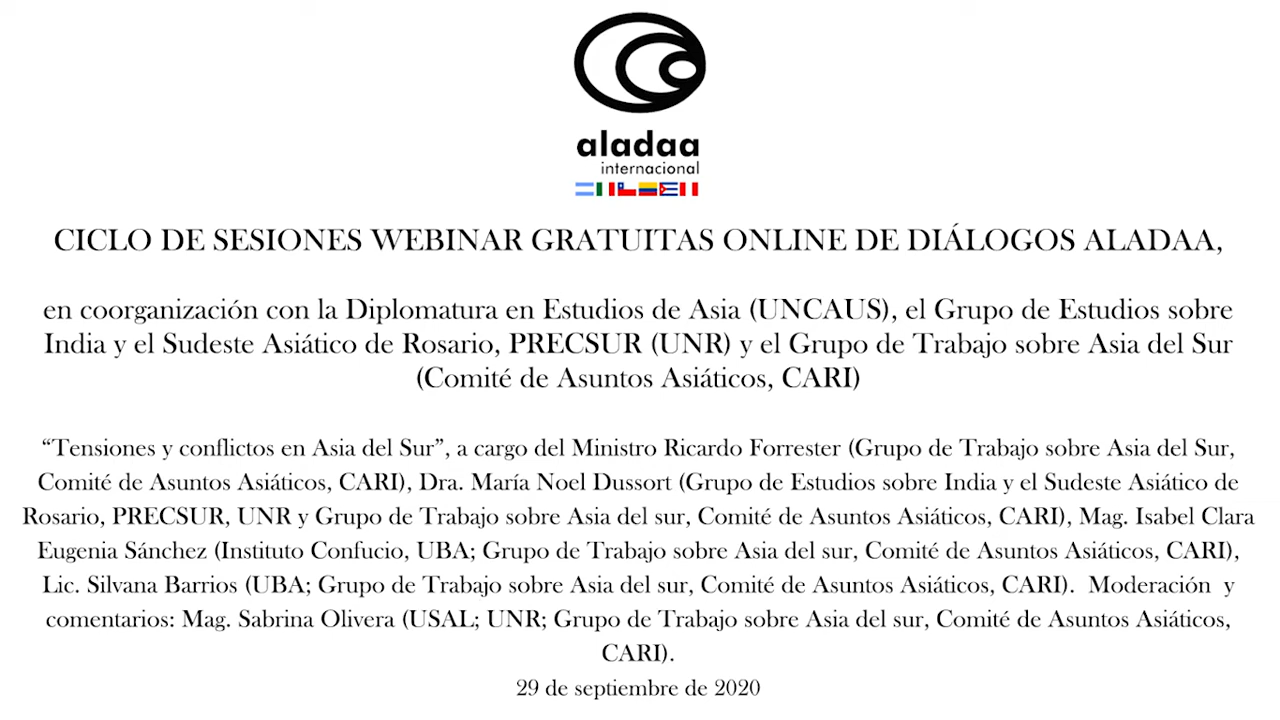 aladaa
internacional
CICLO DE SESIONES WEBINAR GRATUITAS ONLINE DE DIÁLOGOS ALADAA,
en coorganización con la Diplomatura en Estudios de Asia (UNCAUS), el Grupo de Estudios sobre
India y el Sudeste Asiático de Rosario, PRECSUR (UNR) y el Grupo de Trabajo sobre Asia del Sur
(Comité de Asuntos Asiáticos, CARI)
“Tensiones y conflictos en Asia del Sur”, a cargo del Ministro Ricardo Forrester (Grupo de Trabajo sobre Asia del Sur,
Comité de Asuntos Asiáticos, CARI), Dra. María Noel Dussort (Grupo de Estudios sobre India y el Sudeste Asiático de
Rosario, PRECSUR, UNR y Grupo de Trabajo sobre Asia del sur, Comité de Asuntos Asiáticos, CARI), Mag. Isabel Clara
Eugenia Sánchez (Instituto Confucio, UBA; Grupo de Trabajo sobre Asia del sur, Comité de Asuntos Asiáticos, CARI),
Lic. Silvana Barrios (UBA; Grupo de Trabajo sobre Asia del sur, Comité de Asuntos Asiáticos, CARI). Moderación y
comentarios: Mag. Sabrina Olivera (USAL; UNR; Grupo de Trabajo sobre Asia del sur, Comité de Asuntos Asiáticos,
CARI).
29 de septiembre de 2020